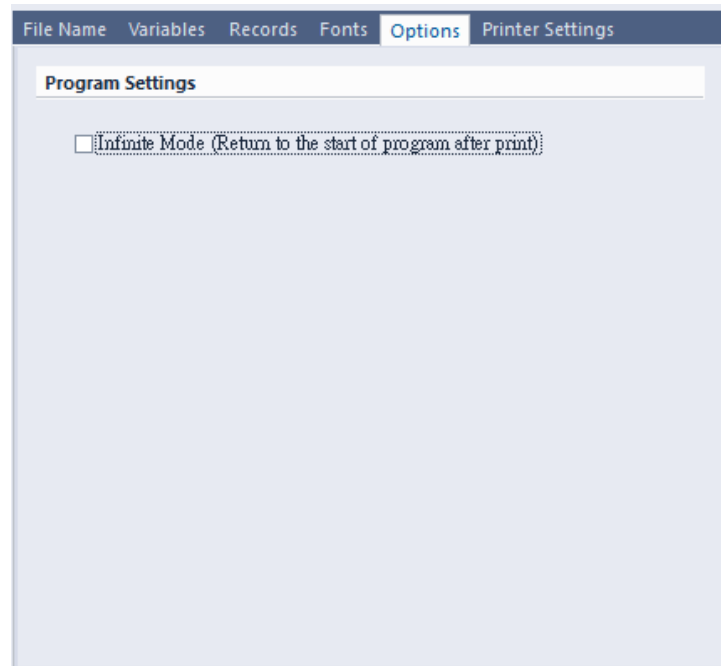 File Name Variables Records Fonts Options Printer Settings
Program Settings
Infinite Mode (Return to the start of program after print)